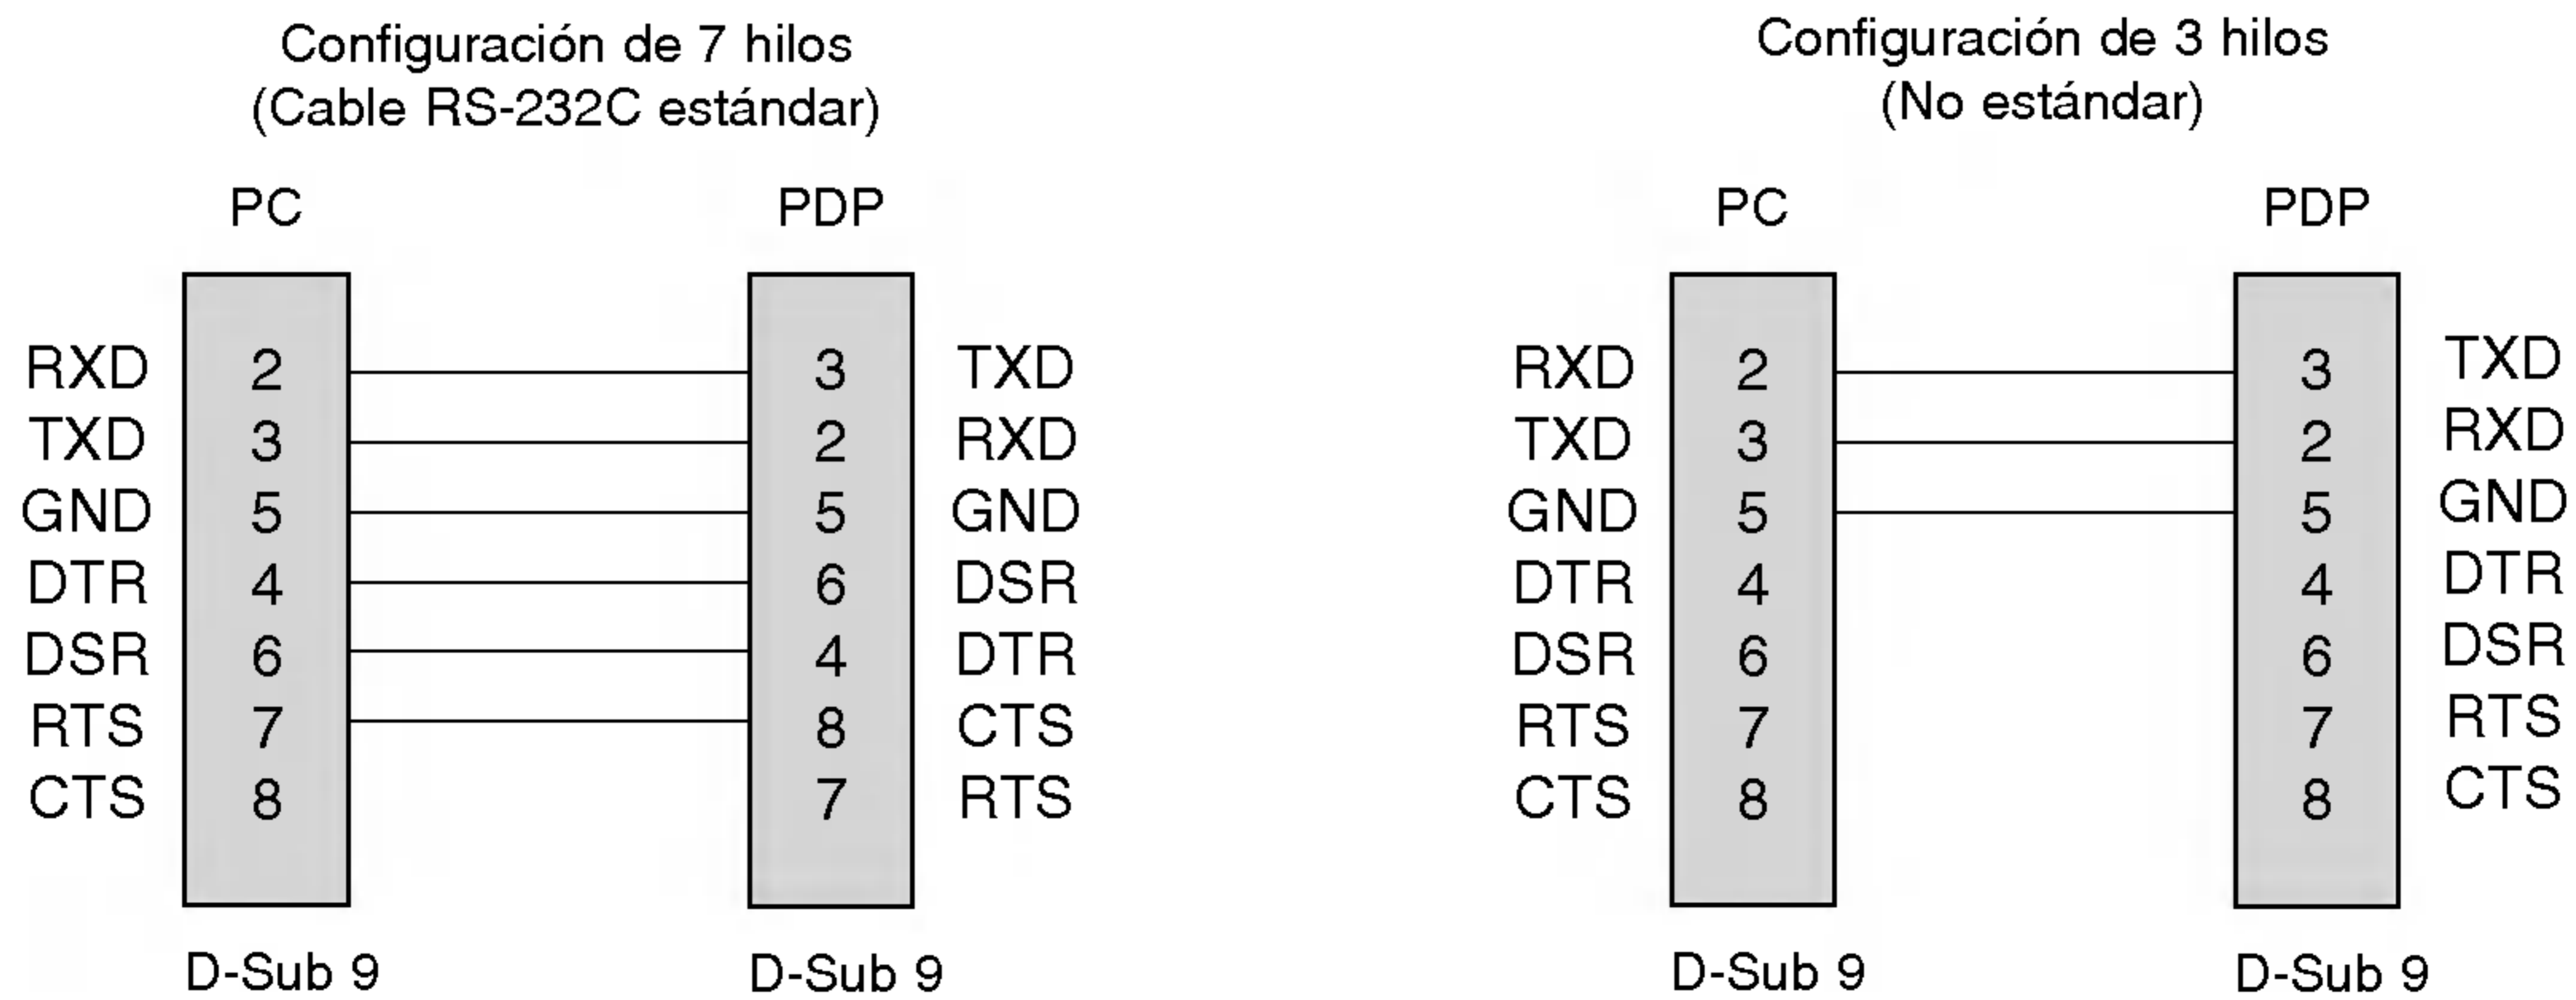 Configuración de 7 hilos
(Cable RS-232C estándar)
PC PDP
RXD 2 3 TXD
TXD 3 2 RXD
GND 5 5 GND
DTR 4 6 DSR
DSR 6 4 DTR
RTS 7 8 CTS
CTS 8 7 RTS
D-Sub 9 D-Sub 9
Configuración de 3 hilos
(No estándar)
PC PDP
RXD 2 3 TXD
TXD 3 2 RXD
GND 5 5 GND
DTR 4 4 DTR
DSR 6 6 DSR
RTS 7 7 RTS
CTS 8 8 CTS
D-Sub 9 D-Sub 9